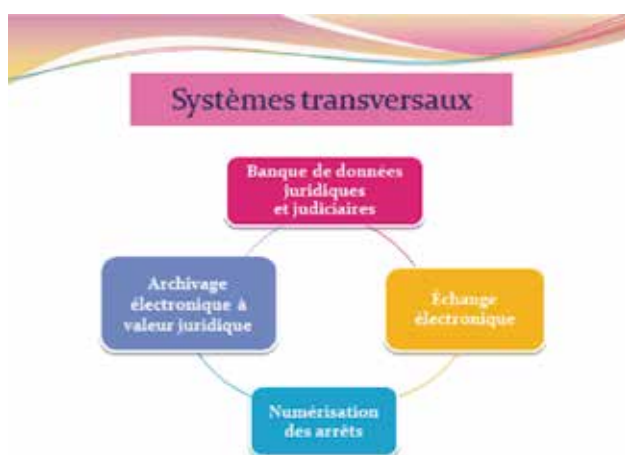 Systèmes transversaux
Banque de données
juridiques
et judiciaires
Archivage
électronique à
valeur juridique
Échange
électronique
Numérisation
des arrêts